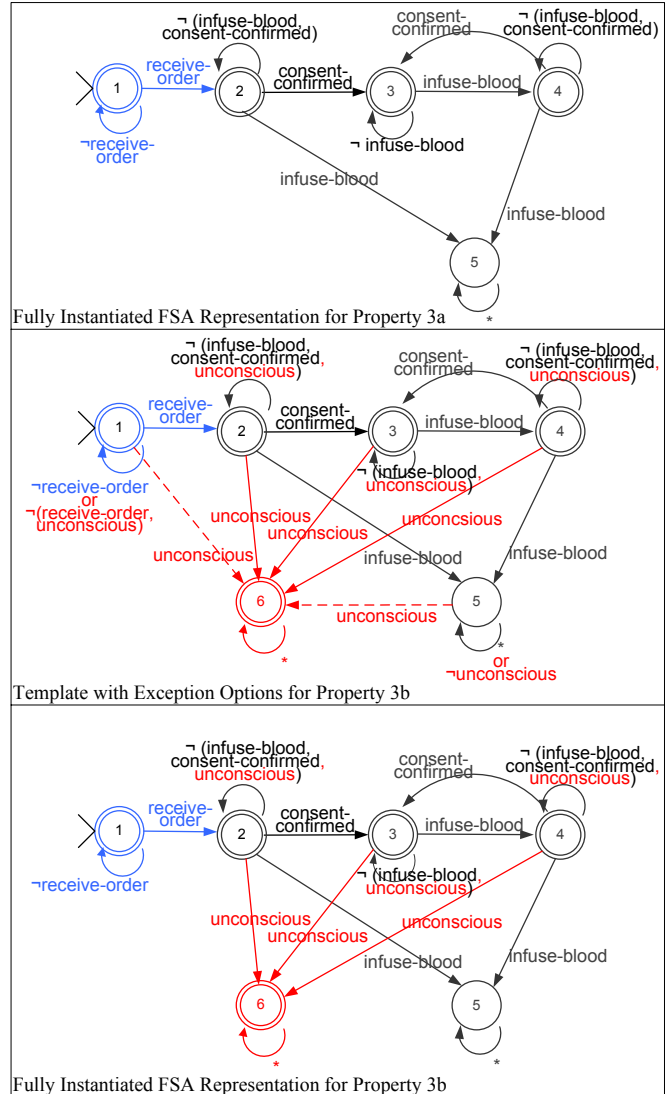 ¬ (infuse-blood,
consent-confirmed)
consent-
confirmed
¬ (infuse-blood,
consent-confirmed)
receive-
order
consent-
confirmed
infuse-blood
1
2
3
4
¬receive-
order
¬ infuse-blood
infuse-blood
infuse-blood
5
*
Fully Instantiated FSA Representation for Property 3a
¬ (infuse-blood,
consent-confirmed,
unconscious)
consent-
confirmed
¬ (infuse-blood,
consent-confirmed,
unconscious)
receive-
order
consent-
confirmed
infuse-blood
1
2
3
4
¬receive-order
or
¬(receive-order,
unconscious)
¬ (infuse-blood,
unconscious)
unconscious
unconscious
unconcsious
unconscious
infuse-blood
infuse-blood
6
5
unconscious
*
*
or
¬unconscious
Template with Exception Options for Property 3b
¬ (infuse-blood,
consent-confirmed,
unconscious)
consent-
confirmed
¬ (infuse-blood,
consent-confirmed,
unconscious)
receive-
order
consent-
confirmed
infuse-blood
1
2
3
4
¬receive-order
¬ (infuse-blood,
unconscious)
unconscious
unconscious
unconscious
infuse-blood
infuse-blood
6
5
*
*
Fully Instantiated FSA Representation for Property 3b